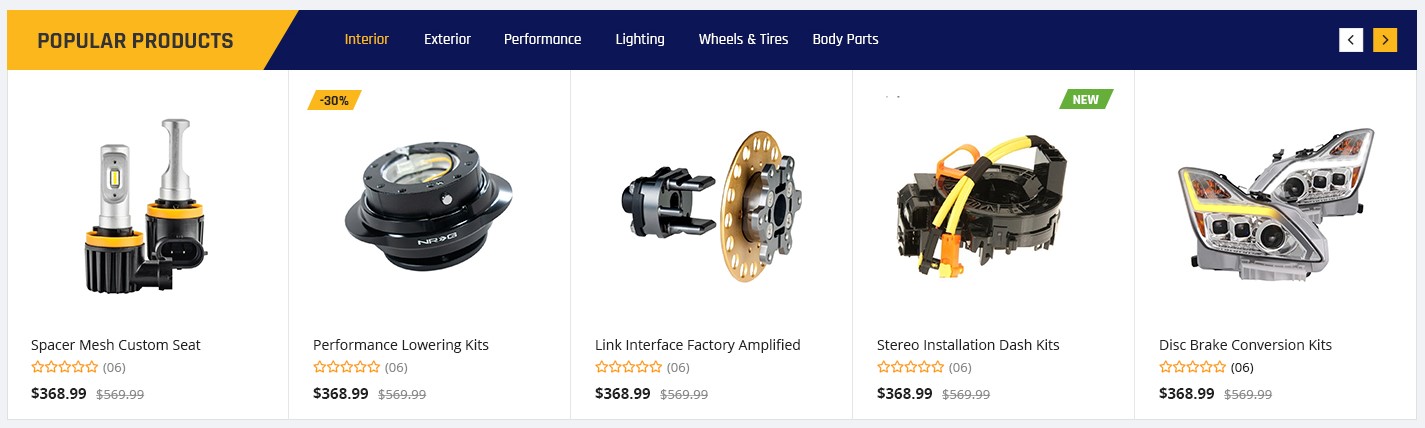 POPULAR PRODUCTS
Interior Exterior Performance Lighting Wheels & Tires Body Parts
-30%
NEW
NRG
Spacer Mesh Custom Seat
(06)
$368.99 $569.99
Performance Lowering Kits
(06)
$368.99 $569.99
Link Interface Factory Amplified
(06)
$368.99 $569.99
Stereo Installation Dash Kits
(06)
$368.99 $569.99
Disc Brake Conversion Kits
(06)
$368.99 $569.99